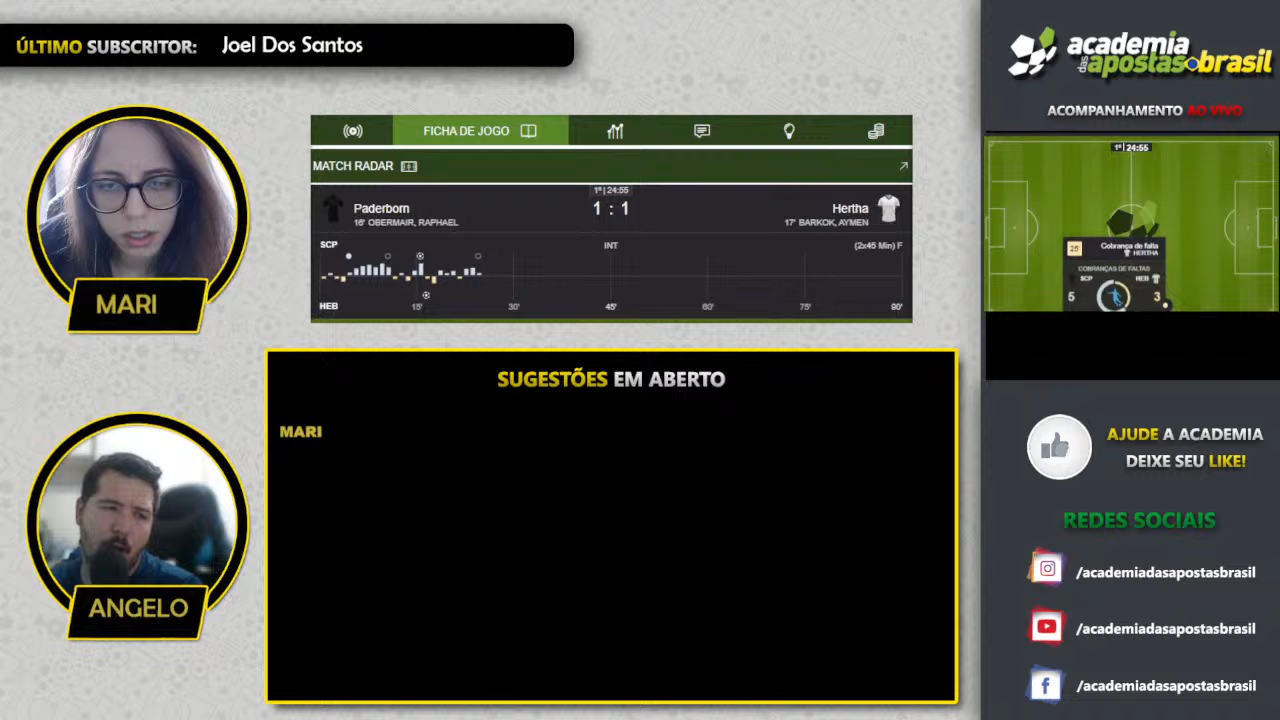 ÚLTIMO SUBSCRITOR: Joel Dos Santos
MARI
ANGELO
FICHA DE JOGO
MATCH RADAR
1ª | 24:55
Paderborn 1 : 1 Hertha
16' OBERMAIR, RAPHAEL 17' BARKOK, AYMEN
SCP INT (2x45 Min) F
HEB 15' 30' 45' 60' 75' 90'
SUGESTÕES EM ABERTO
MARI
academia
das apostas brasil
ACOMPANHAMENTO AO VIVO
1ª 24:55
25' Cobrança de falta
HERTHA
COBRANÇAS DE FALTAS
SCP HEB
5 3
AJUDE A ACADEMIA
DEIXE SEU LIKE!
REDES SOCIAIS
/academiadasapostasbrasil
/academiadasapostasbrasil
/academiadasapostasbrasil